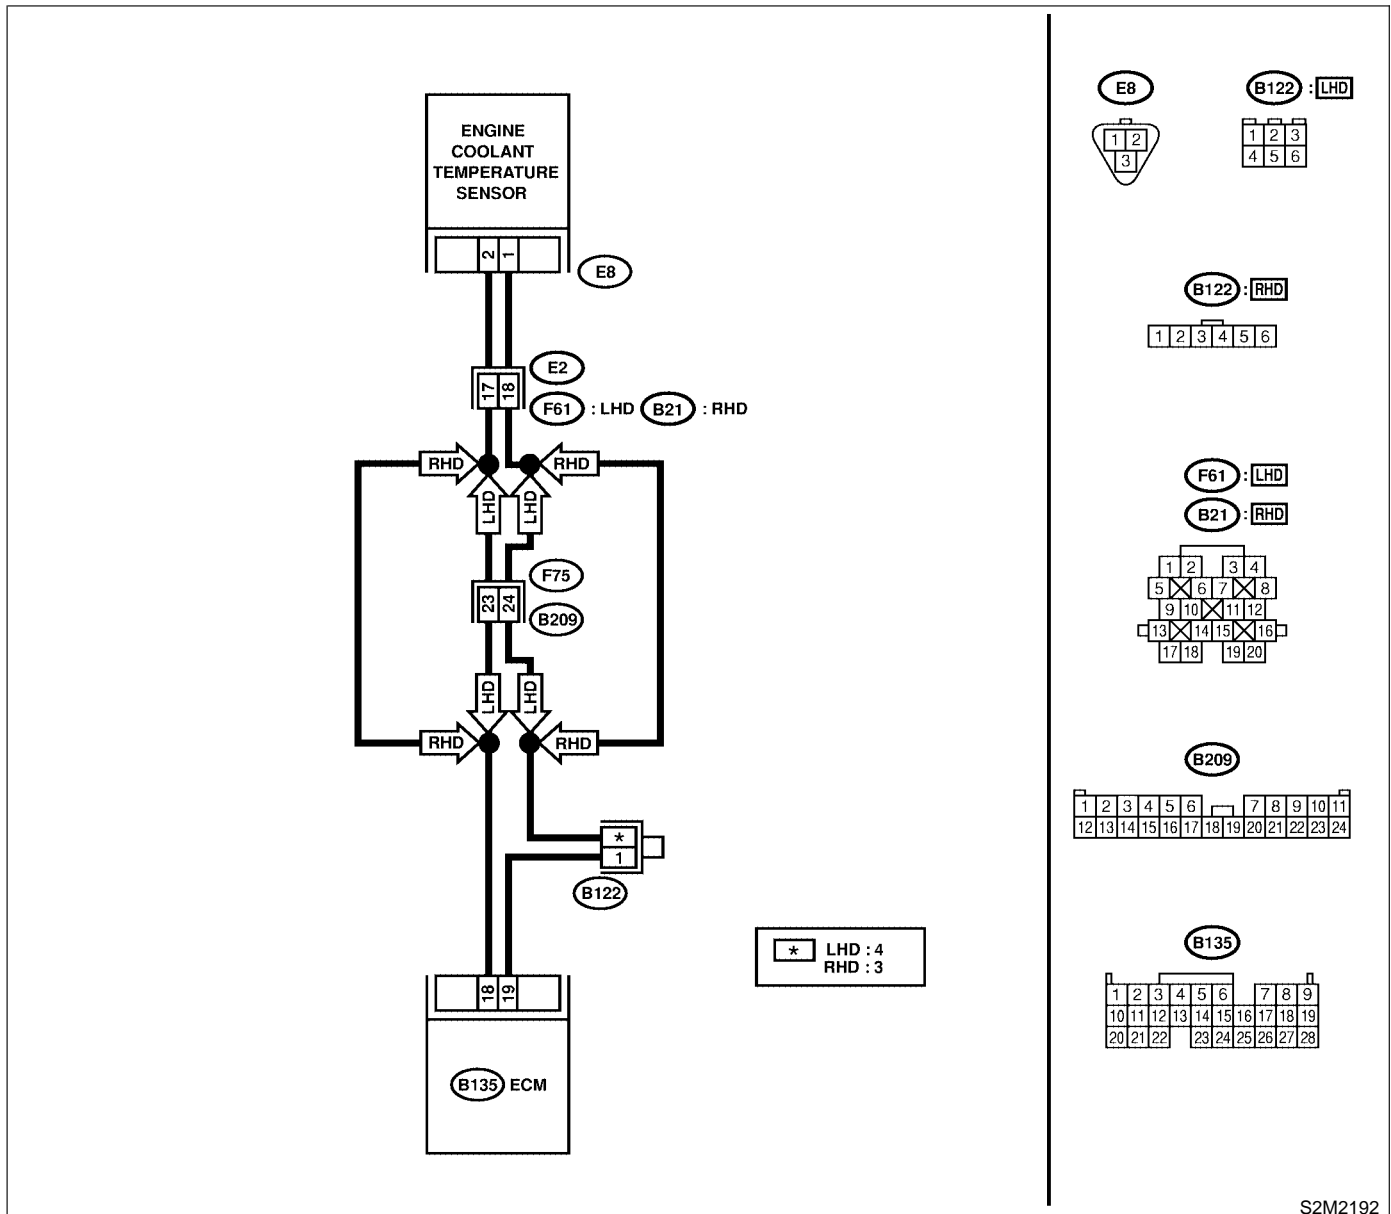 ENGINE
COOLANT
TEMPERATURE
SENSOR
2 1
E8
E2
17 18
F61 : LHD B21 : RHD
RHD RHD
LHD LHD
F75
23 24
B209
LHD LHD
RHD RHD
*
1
B122
* LHD : 4
RHD : 3
18 19
B135 ECM
E8
1 2
3
B122 : LHD
1 2 3
4 5 6
B122 : RHD
1 2 3 4 5 6
F61 : LHD
B21 : RHD
1 2 3 4
5 6 7 8
9 10 11 12
13 14 15 16
17 18 19 20
B209
1 2 3 4 5 6 7 8 9 10 11
12 13 14 15 16 17 18 19 20 21 22 23 24
B135
1 2 3 4 5 6 7 8 9
10 11 12 13 14 15 16 17 18 19
20 21 22 23 24 25 26 27 28
S2M2192